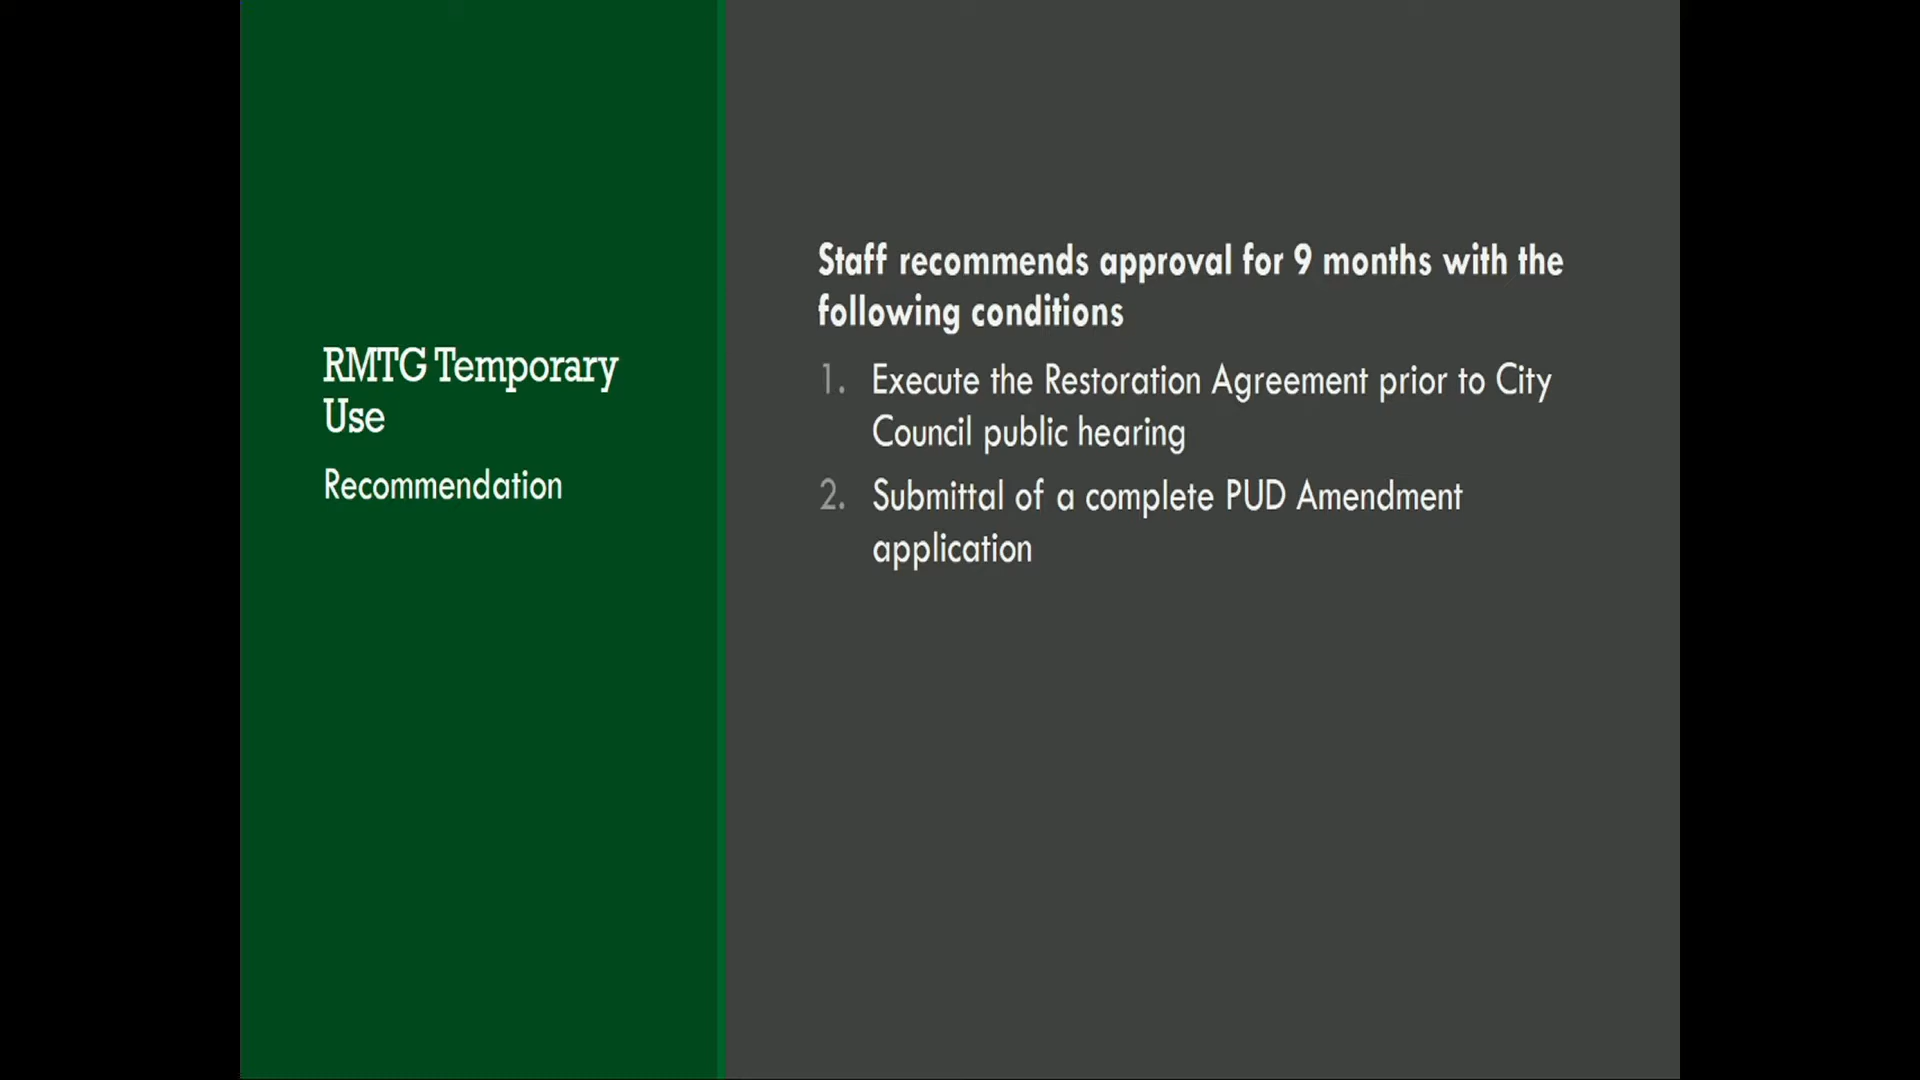 RMTG Temporary
Use
Recommendation
Staff recommends approval for 9 months with the
following conditions
1. Execute the Restoration Agreement prior to City
Council public hearing
2. Submittal of a complete PUD Amendment
application